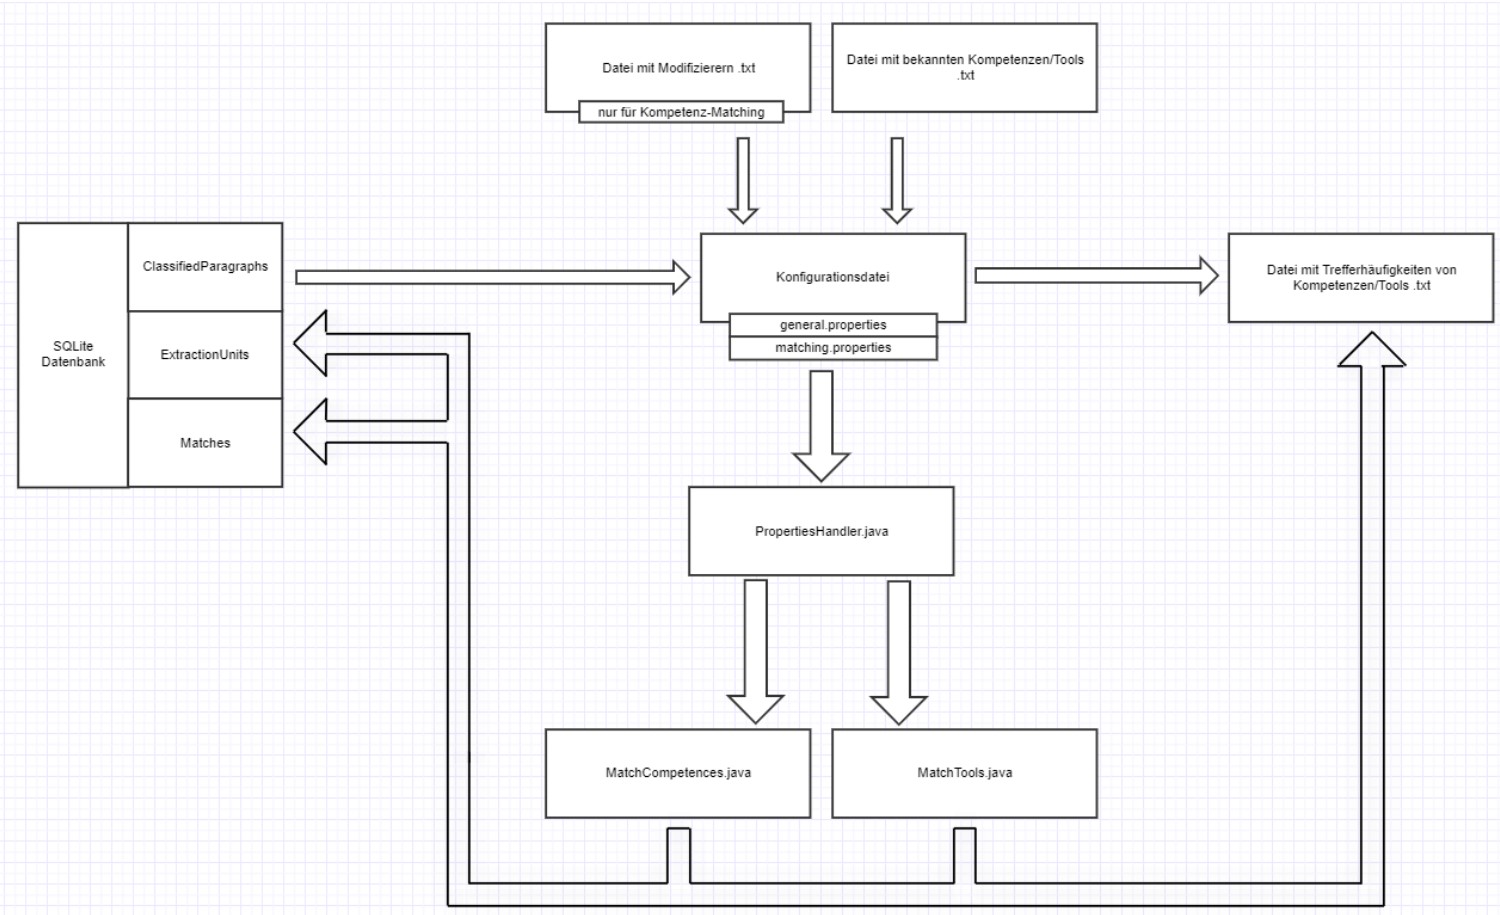 Datei mit Modifizierern .txt
nur für Kompetenz-Matching
Datei mit bekannten Kompetenzen/Tools
.txt
SQLite
Datenbank
ClassifiedParagraphs
ExtractionUnits
Matches
Konfigurationsdatei
general.properties
matching.properties
Datei mit Trefferhäufigkeiten von
Kompetenzen/Tools .txt
PropertiesHandler.java
MatchCompetences.java
MatchTools.java